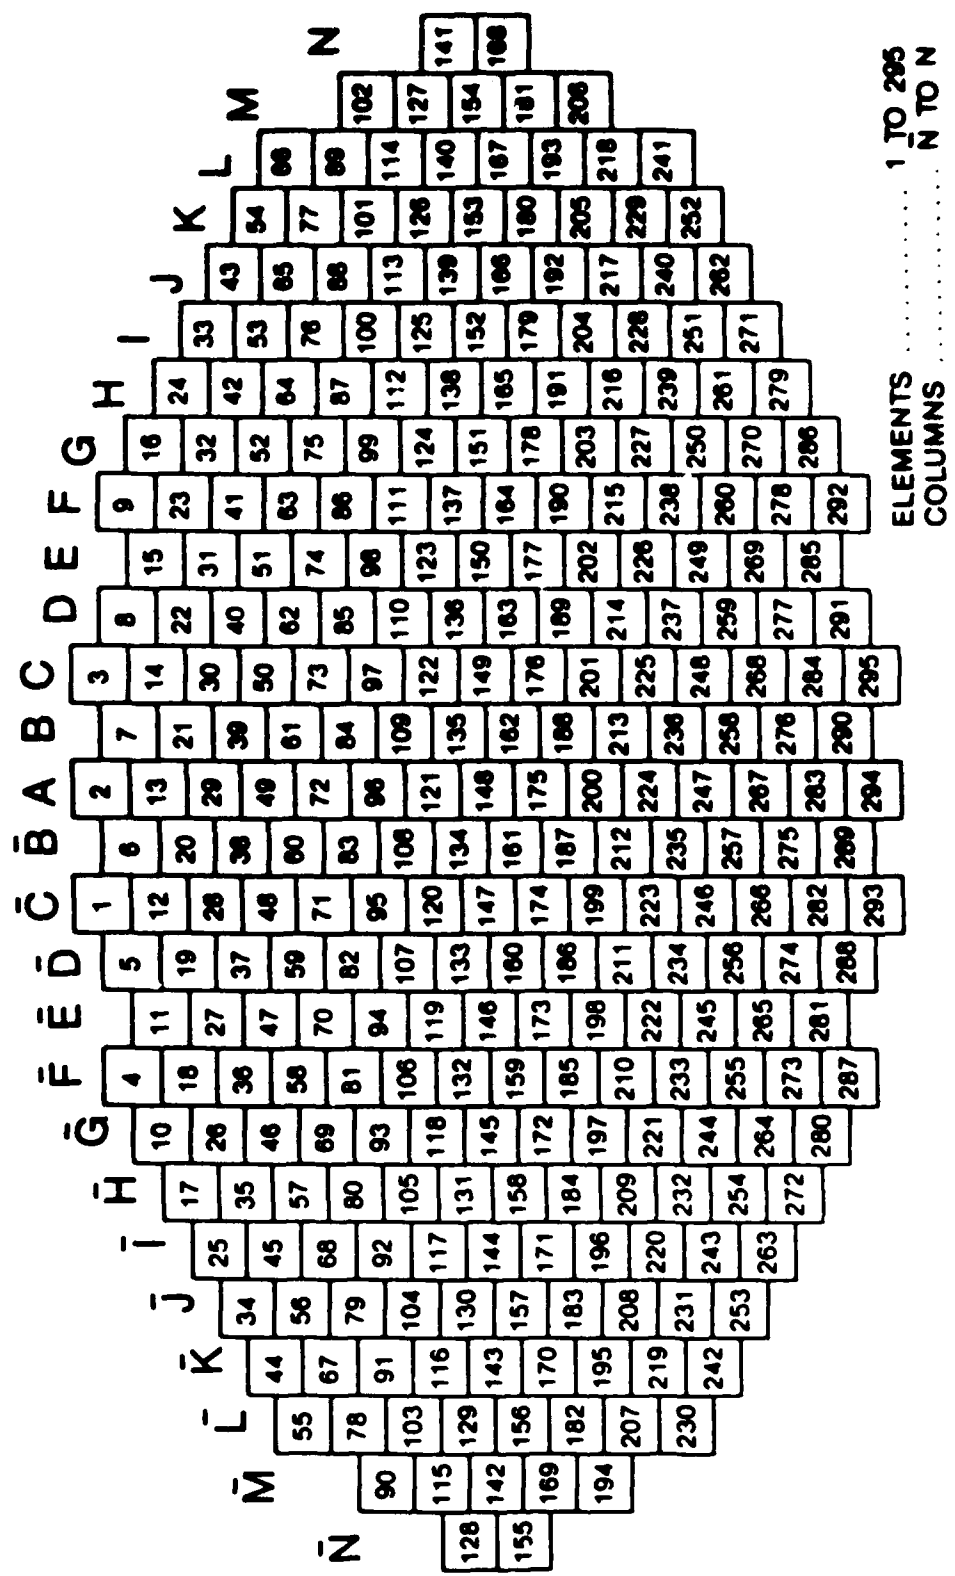 N̄ 128 155
M̄ 90 115 142 169 194
L̄ 55 78 103 129 156 182 207 230
K̄ 44 67 91 116 143 170 195 219 242
J̄ 34 56 79 104 130 157 183 208 231 253
Ī 25 45 68 92 117 144 171 196 220 243 263
H̄ 17 35 57 80 105 131 158 184 209 232 254 272
Ḡ 10 26 46 69 93 118 145 172 197 221 244 264 280
F̄ 4 18 36 58 81 106 132 159 185 210 233 255 273 287
Ē 11 27 47 70 94 119 146 173 198 222 245 265 281
D̄ 5 19 37 59 82 107 133 160 186 211 234 256 274 288
C̄ 1 12 28 48 71 95 120 147 174 199 223 246 266 282 293
B̄ 6 20 38 60 83 108 134 161 187 212 235 257 275 289
A 2 13 29 49 72 96 121 148 175 200 224 247 267 283 294
B 7 21 39 61 84 109 135 162 188 213 236 258 276 290
C 3 14 30 50 73 97 122 149 176 201 225 248 268 284 295
D 8 22 40 62 85 110 136 163 189 214 237 259 277 291
E 15 31 51 74 98 123 150 177 202 226 249 269 285
F 9 23 41 63 86 111 137 164 190 215 238 260 278 292
G 16 32 52 75 99 124 151 178 203 227 250 270 286
H 24 42 64 87 112 138 165 191 216 239 261 279
I 33 53 76 100 125 152 179 204 228 251 271
J 43 65 88 113 139 166 192 217 240 262
K 54 77 101 126 153 180 205 229 252
L 66 89 114 140 167 193 218 241
M 102 127 154 181 206
N 141 168
ELEMENTS ........... 1 TO 295
COLUMNS ........... N̄ TO N